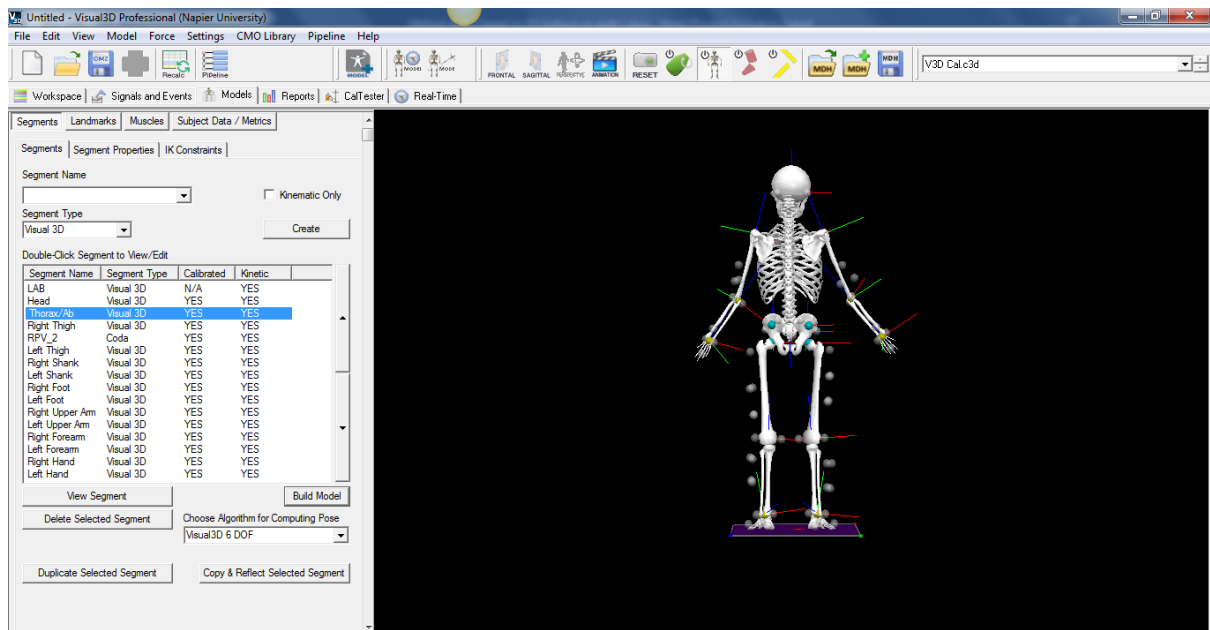 Untitled - Visual3D Professional (Napier University)
File Edit View Model Force Settings CMO Library Pipeline Help
CMZ Recalc PIPeline MODEL MODEL MODE FRONTAL SAGITTAL PERSPECTIVE ANIMATION RESET MDH MDH MDH V3D Cal.c3d
Workspace Signals and Events Models Reports CalTester Real-Time
Segments Landmarks Muscles Subject Data / Metrics
Segments Segment Properties IK Constraints
Segment Name
Kinematic Only
Segment Type
Visual 3D Create
Double-Click Segment to View/Edit
Segment Name Segment Type Calibrated Kinetic
LAB Visual 3D N/A YES
Head Visual 3D YES YES
Thorax/Ab Visual 3D YES YES
Right Thigh Visual 3D YES YES
RPV_2 Coda YES YES
Left Thigh Visual 3D YES YES
Right Shank Visual 3D YES YES
Left Shank Visual 3D YES YES
Right Foot Visual 3D YES YES
Left Foot Visual 3D YES YES
Right Upper Arm Visual 3D YES YES
Left Upper Arm Visual 3D YES YES
Right Forearm Visual 3D YES YES
Left Forearm Visual 3D YES YES
Right Hand Visual 3D YES YES
Left Hand Visual 3D YES YES
View Segment Build Model
Delete Selected Segment Choose Algorithm for Computing Pose
Visual3D 6 DOF
Duplicate Selected Segment Copy & Reflect Selected Segment